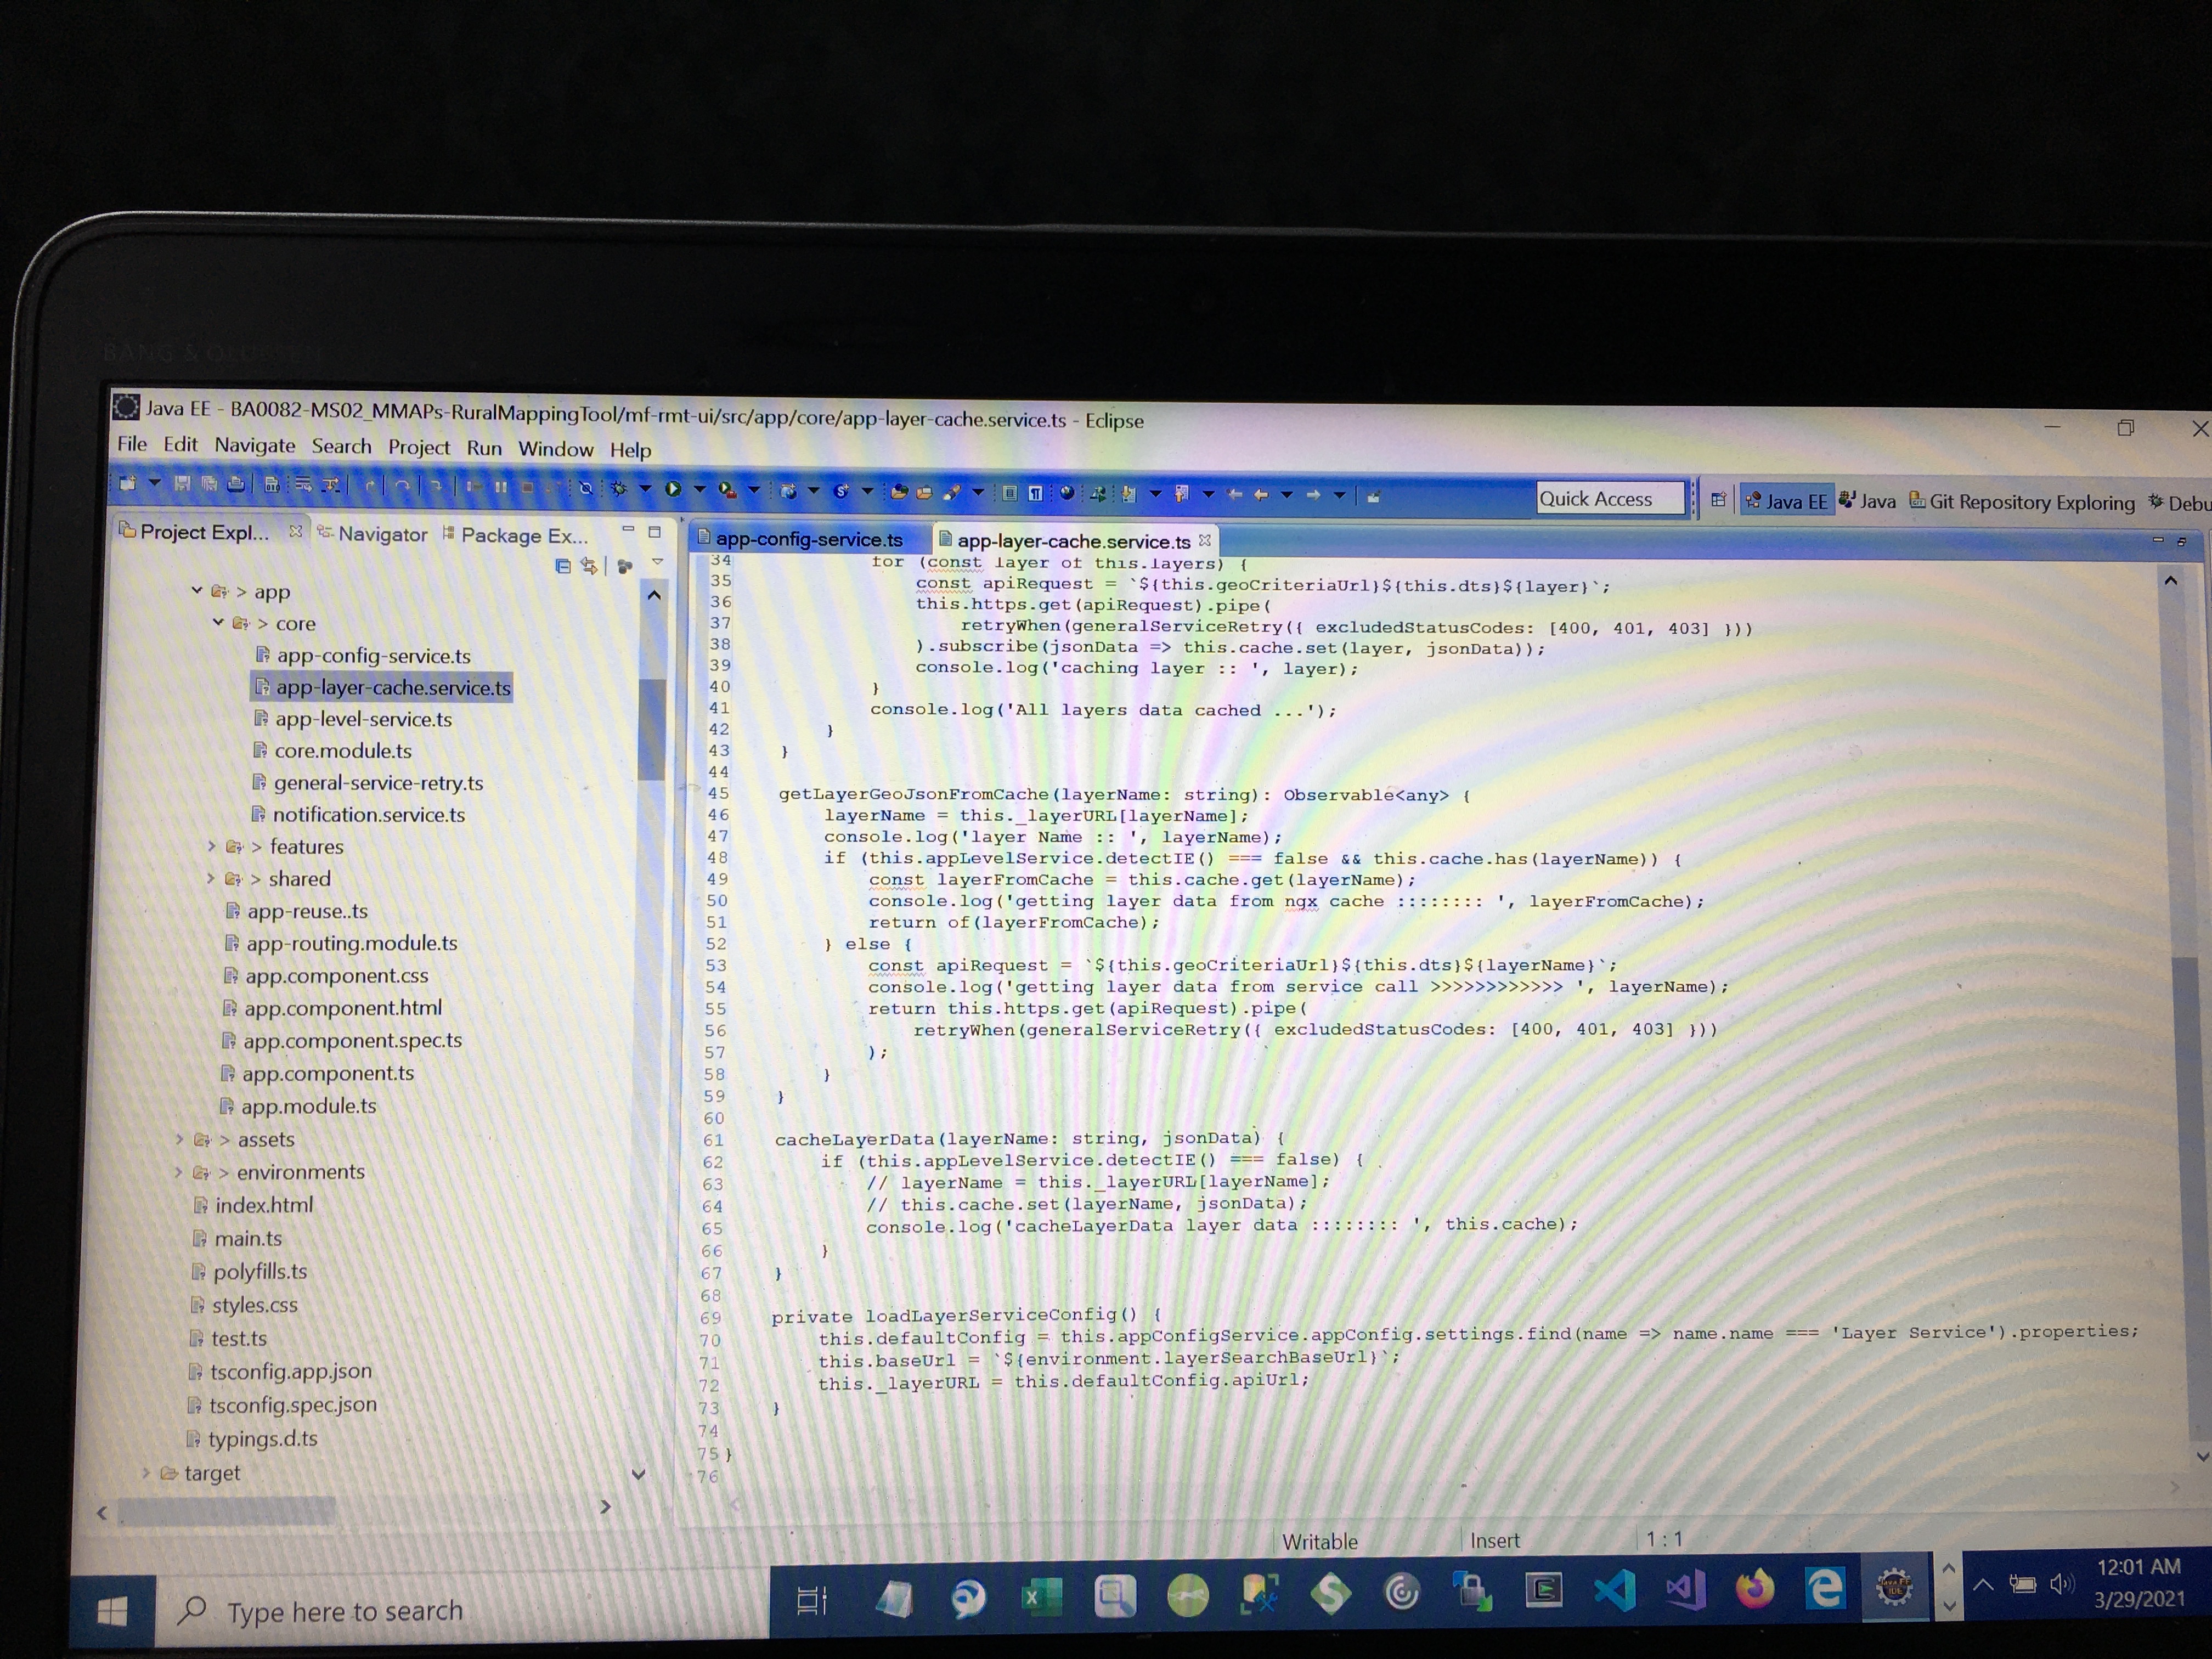 BANG & OLUFSEN
Java EE - BA0082-MS02_MMAPs-RuralMappingTool/mf-rmt-ui/src/app/core/app-layer-cache.service.ts - Eclipse
File Edit Navigate Search Project Run Window Help
Quick Access
Java EE Java Git Repository Exploring Debu
Project Expl... Navigator Package Ex...
> app
> core
app-config-service.ts
app-layer-cache.service.ts
app-level-service.ts
core.module.ts
general-service-retry.ts
notification.service.ts
> features
> shared
app-reuse..ts
app-routing.module.ts
app.component.css
app.component.html
app.component.spec.ts
app.component.ts
app.module.ts
> assets
> environments
index.html
main.ts
polyfills.ts
styles.css
test.ts
tsconfig.app.json
tsconfig.spec.json
typings.d.ts
target
app-config-service.ts app-layer-cache.service.ts
34 for (const layer of this.layers) {
35 const apiRequest = `${this.geoCriteriaUrl}${this.dts}${layer}`;
36 this.https.get(apiRequest).pipe(
37 retryWhen(generalServiceRetry({ excludedStatusCodes: [400, 401, 403] }))
38 ).subscribe(jsonData => this.cache.set(layer, jsonData));
39 console.log('caching layer :: ', layer);
40 }
41 console.log('All layers data cached ...');
42 }
43 }
44
45 getLayerGeoJsonFromCache(layerName: string): Observable<any> {
46 layerName = this._layerURL[layerName];
47 console.log('layer Name :: ', layerName);
48 if (this.appLevelService.detectIE() === false && this.cache.has(layerName)) {
49 const layerFromCache = this.cache.get(layerName);
50 console.log('getting layer data from ngx cache :::::::: ', layerFromCache);
51 return of(layerFromCache);
52 } else {
53 const apiRequest = `${this.geoCriteriaUrl}${this.dts}${layerName}`;
54 console.log('getting layer data from service call >>>>>>>>>>>> ', layerName);
55 return this.https.get(apiRequest).pipe(
56 retryWhen(generalServiceRetry({ excludedStatusCodes: [400, 401, 403] }))
57 );
58 }
59 }
60
61 cacheLayerData(layerName: string, jsonData) {
62 if (this.appLevelService.detectIE() === false) {
63 // layerName = this._layerURL[layerName];
64 // this.cache.set(layerName, jsonData);
65 console.log('cacheLayerData layer data :::::::: ', this.cache);
66 }
67 }
68
69 private loadLayerServiceConfig() {
70 this.defaultConfig = this.appConfigService.appConfig.settings.find(name => name.name === 'Layer Service').properties;
71 this.baseUrl = `${environment.layerSearchBaseUrl}`;
72 this._layerURL = this.defaultConfig.apiUrl;
73 }
74
75 }
76
Writable Insert 1 : 1
Type here to search
12:01 AM
3/29/2021